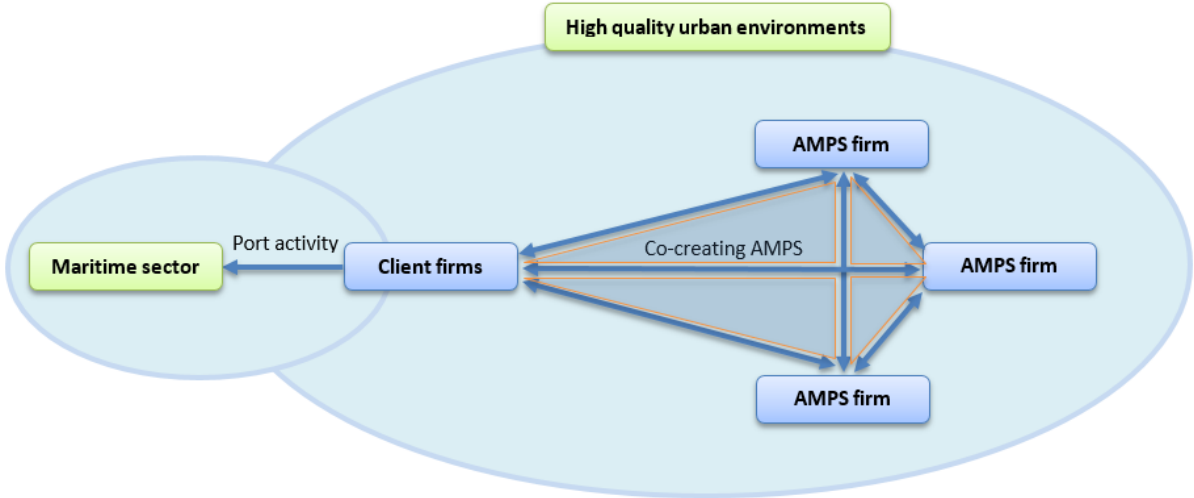 High quality urban environments
AMPS firm
Port activity
Co-creating AMPS
Maritime sector
Client firms
AMPS firm
AMPS firm